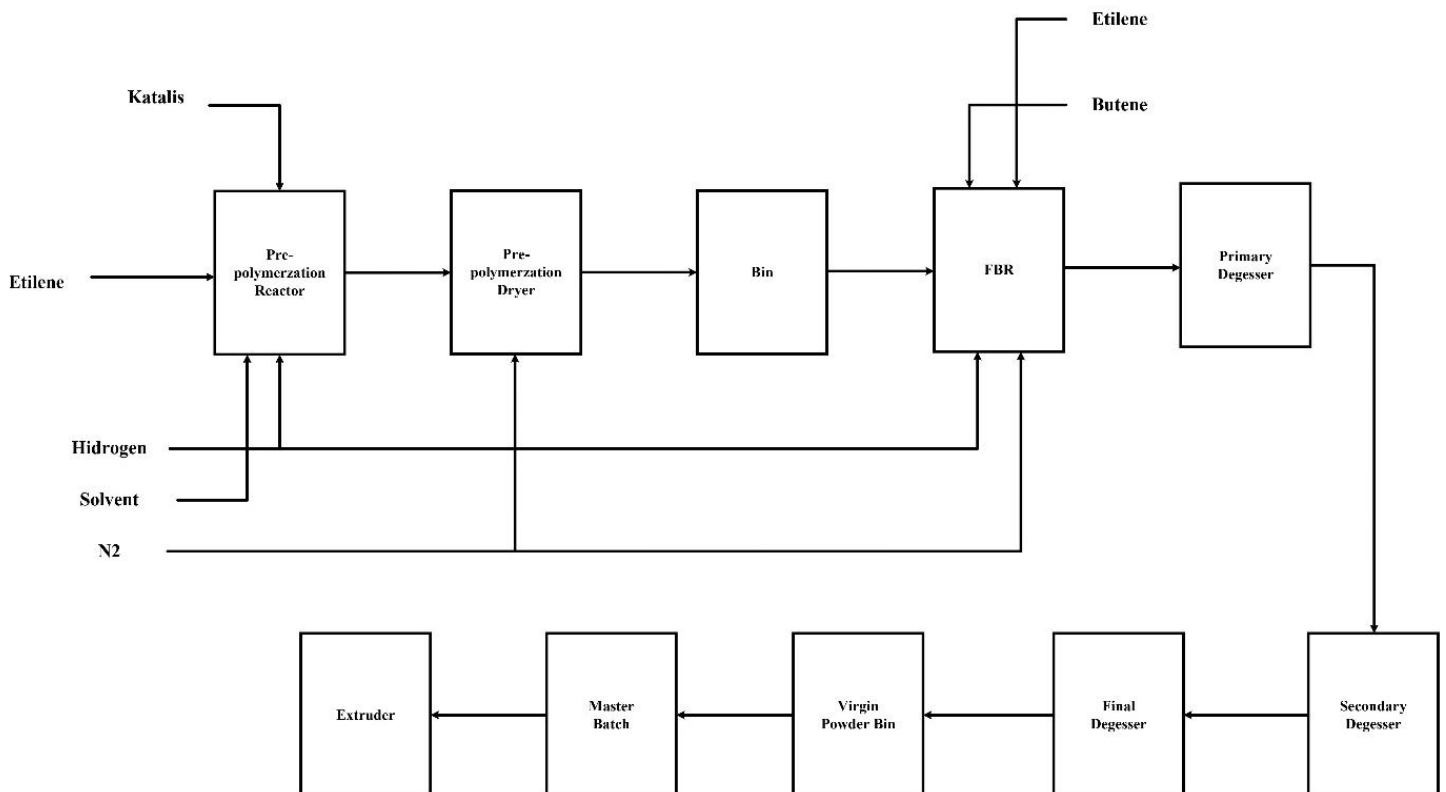 Etilene
Katalis
Butene
Pre-
polymerzation
Reactor
Pre-
polymerzation
Dryer
Bin
FBR
Primary
Degesser
Etilene
Hidrogen
Solvent
N2
Extruder
Master
Batch
Virgin
Powder Bin
Final
Degesser
Secondary
Degesser